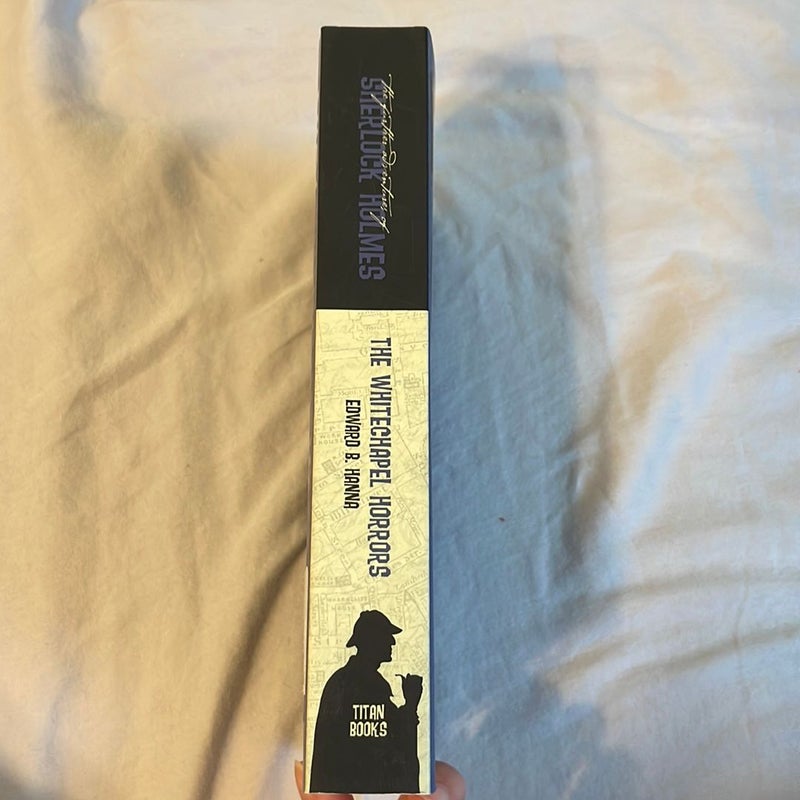 the further adventures of
SHERLOCK HOLMES
THE WHITECHAPEL HORRORS
EDWARD B. HANNA
TITAN
BOOKS